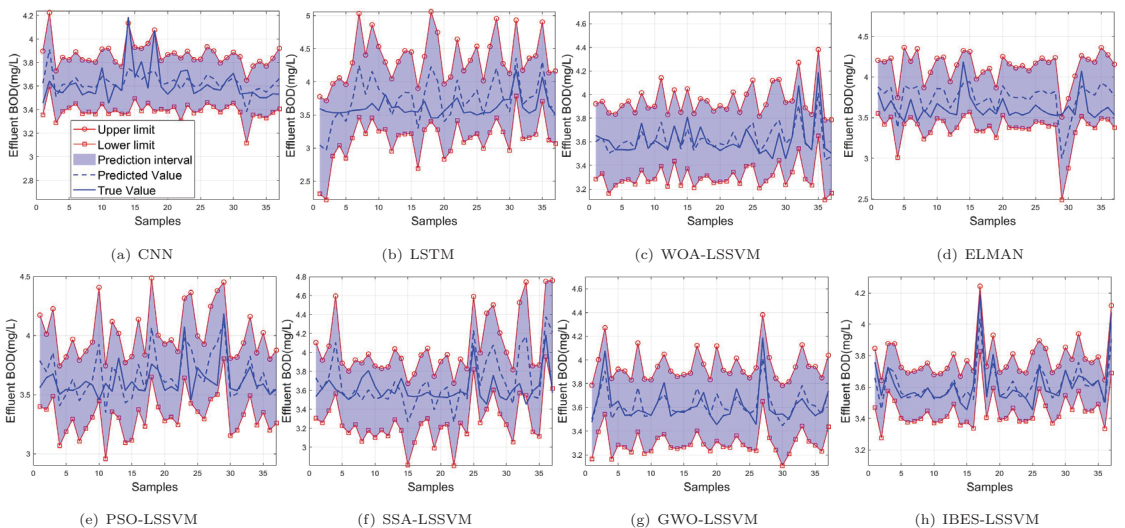 4.2
4
3.8
3.6
3.4
3.2
3
2.8
Effluent BOD(mg/L)
Upper limit
Lower limit
Prediction interval
Predicted Value
True Value
0 5 10 15 20 25 30 35
Samples
(a) CNN
5
4.5
4
3.5
3
2.5
Effluent BOD(mg/L)
0 5 10 15 20 25 30 35
Samples
(b) LSTM
4.6
4.4
4.2
4
3.8
3.6
3.4
3.2
Effluent BOD(mg/L)
0 5 10 15 20 25 30 35
Samples
(c) WOA-LSSVM
4.5
4
3.5
3
2.5
Effluent BOD(mg/L)
0 5 10 15 20 25 30 35
Samples
(d) ELMAN
4.5
4
3.5
3
Effluent BOD(mg/L)
0 5 10 15 20 25 30 35
Samples
(e) PSO-LSSVM
4.8
4.6
4.4
4.2
4
3.8
3.6
3.4
3.2
3
2.8
Effluent BOD(mg/L)
0 5 10 15 20 25 30 35
Samples
(f) SSA-LSSVM
4.6
4.4
4.2
4
3.8
3.6
3.4
3.2
Effluent BOD(mg/L)
0 5 10 15 20 25 30 35
Samples
(g) GWO-LSSVM
4.2
4
3.8
3.6
3.4
3.2
Effluent BOD(mg/L)
0 5 10 15 20 25 30 35
Samples
(h) IBES-LSSVM